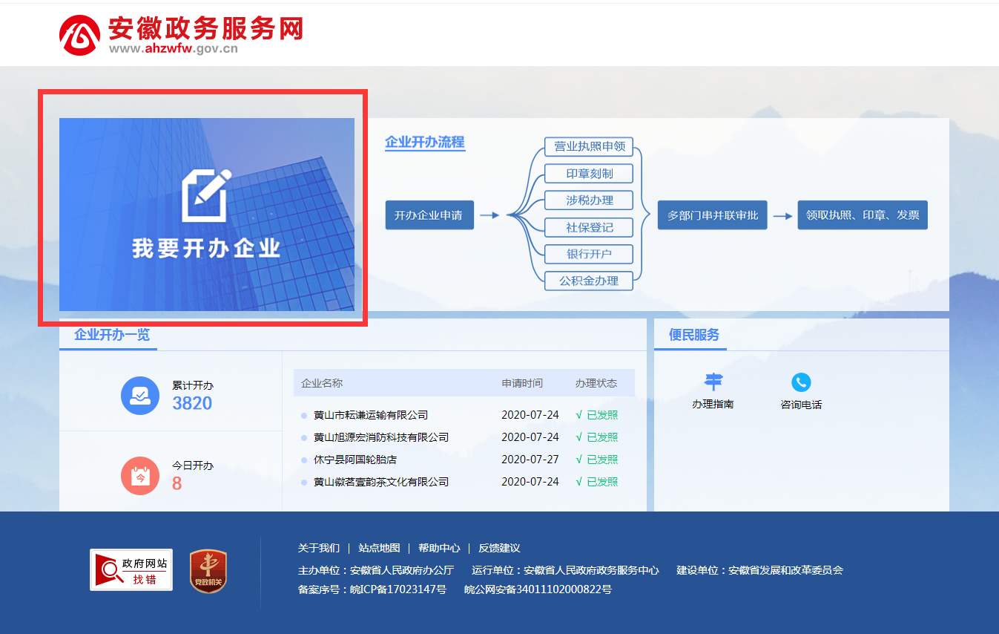 安徽政务服务网
www.ahzwfw.gov.cn
我要开办企业
企业开办流程
开办企业申请
营业执照申领
印章刻制
涉税办理
社保登记
银行开户
公积金办理
多部门串并联审批
领取执照、印章、发票
企业开办一览
累计开办
3820
今日开办
8
今
企业名称 申请时间 办理状态
黄山市耘谦运输有限公司 2020-07-24 √ 已发照
黄山旭源宏消防科技有限公司 2020-07-24 √ 已发照
休宁县阿国轮胎店 2020-07-27 √ 已发照
黄山徽茗壹韵茶文化有限公司 2020-07-24 √ 已发照
便民服务
办理指南 咨询电话
政府网站
找错
党政机关
关于我们 | 站点地图 | 帮助中心 | 反馈建议
主办单位：安徽省人民政府办公厅 运行单位：安徽省人民政府政务服务中心 建设单位：安徽省发展和改革委员会
备案序号：皖ICP备17023147号 皖公网安备34011102000822号